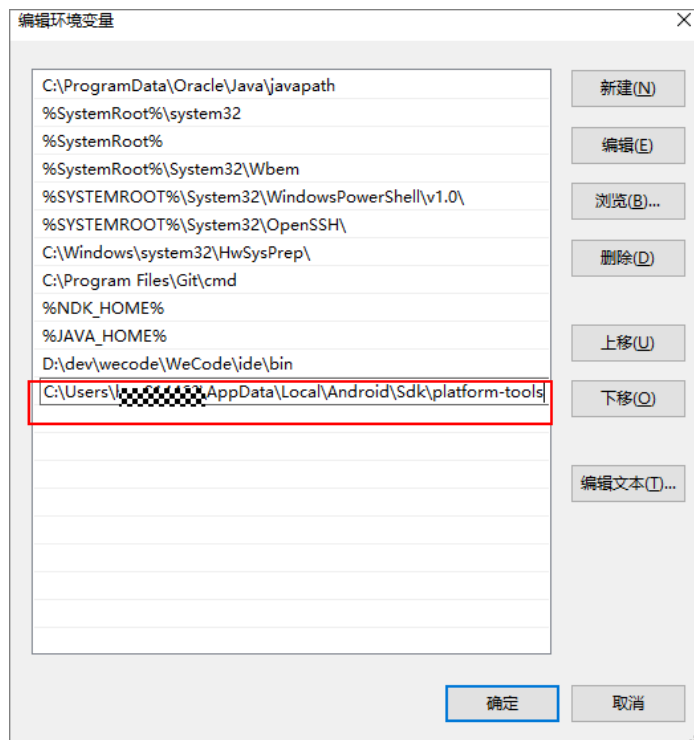 编辑环境变量
C:\ProgramData\Oracle\Java\javapath
新建(N)
%SystemRoot%\system32
%SystemRoot%
编辑(E)
%SystemRoot%\System32\Wbem
%SYSTEMROOT%\System32\WindowsPowerShell\v1.0\
浏览(B)...
%SYSTEMROOT%\System32\OpenSSH\
C:\Windows\system32\HwSysPrep\
删除(D)
C:\Program Files\Git\cmd
%NDK_HOME%
%JAVA_HOME%
上移(U)
D:\dev\wecode\WeCode\ide\bin
C:\Users\ AppData\Local\Android\Sdk\platform-tools
下移(O)
编辑文本(T)...
确定
取消